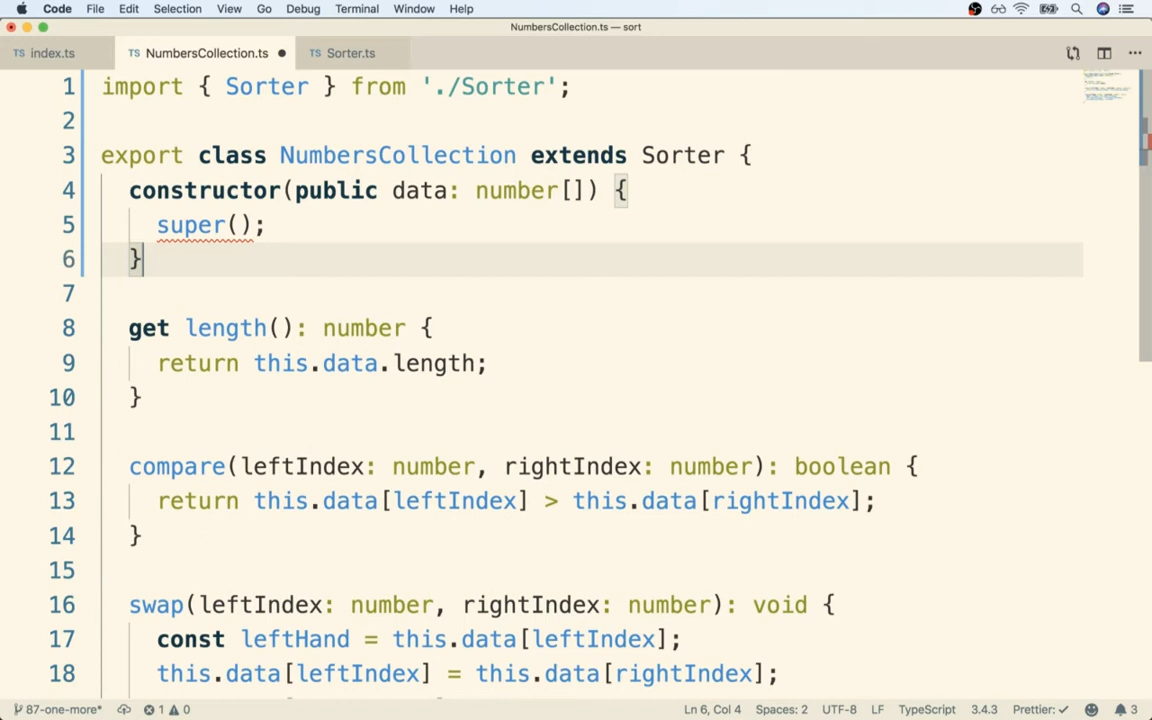 Code File Edit Selection View Go Debug Terminal Window Help
NumbersCollection.ts — sort
TS index.ts TS NumbersCollection.ts ● TS Sorter.ts
1 import { Sorter } from './Sorter';
2
3 export class NumbersCollection extends Sorter {
4 constructor(public data: number[]) {
5 super();
6 }
7
8 get length(): number {
9 return this.data.length;
10 }
11
12 compare(leftIndex: number, rightIndex: number): boolean {
13 return this.data[leftIndex] > this.data[rightIndex];
14 }
15
16 swap(leftIndex: number, rightIndex: number): void {
17 const leftHand = this.data[leftIndex];
18 this.data[leftIndex] = this.data[rightIndex];
87-one-more* 1 0 Ln 6, Col 4 Spaces: 2 UTF-8 LF TypeScript 3.4.3 Prettier: ✓ 3